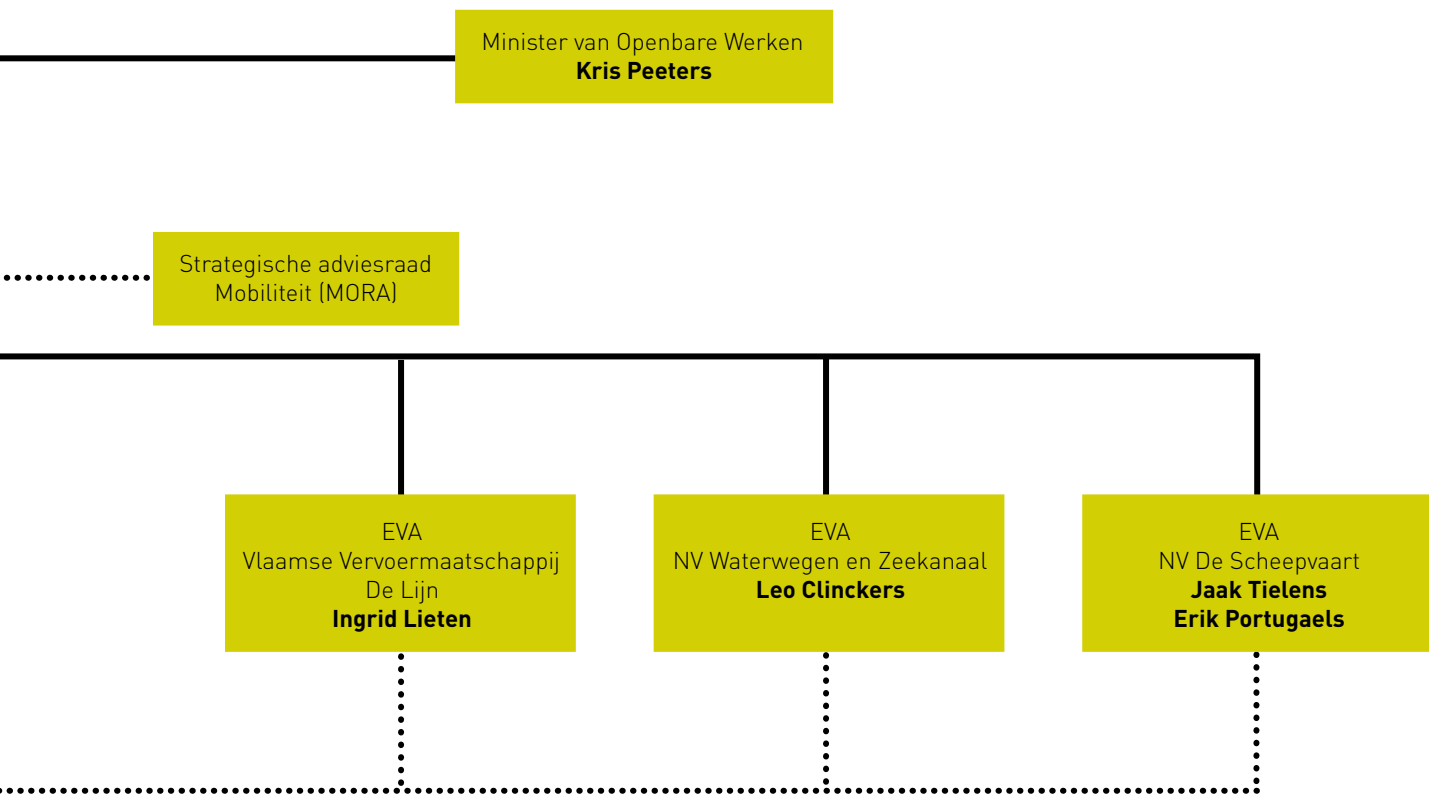 Minister van Openbare Werken
Kris Peeters
Strategische adviesraad
Mobiliteit (MORA)
EVA
Vlaamse Vervoermaatschappij
De Lijn
Ingrid Lieten
EVA
NV Waterwegen en Zeekanaal
Leo Clinckers
EVA
NV De Scheepvaart
Jaak Tielens
Erik Portugaels